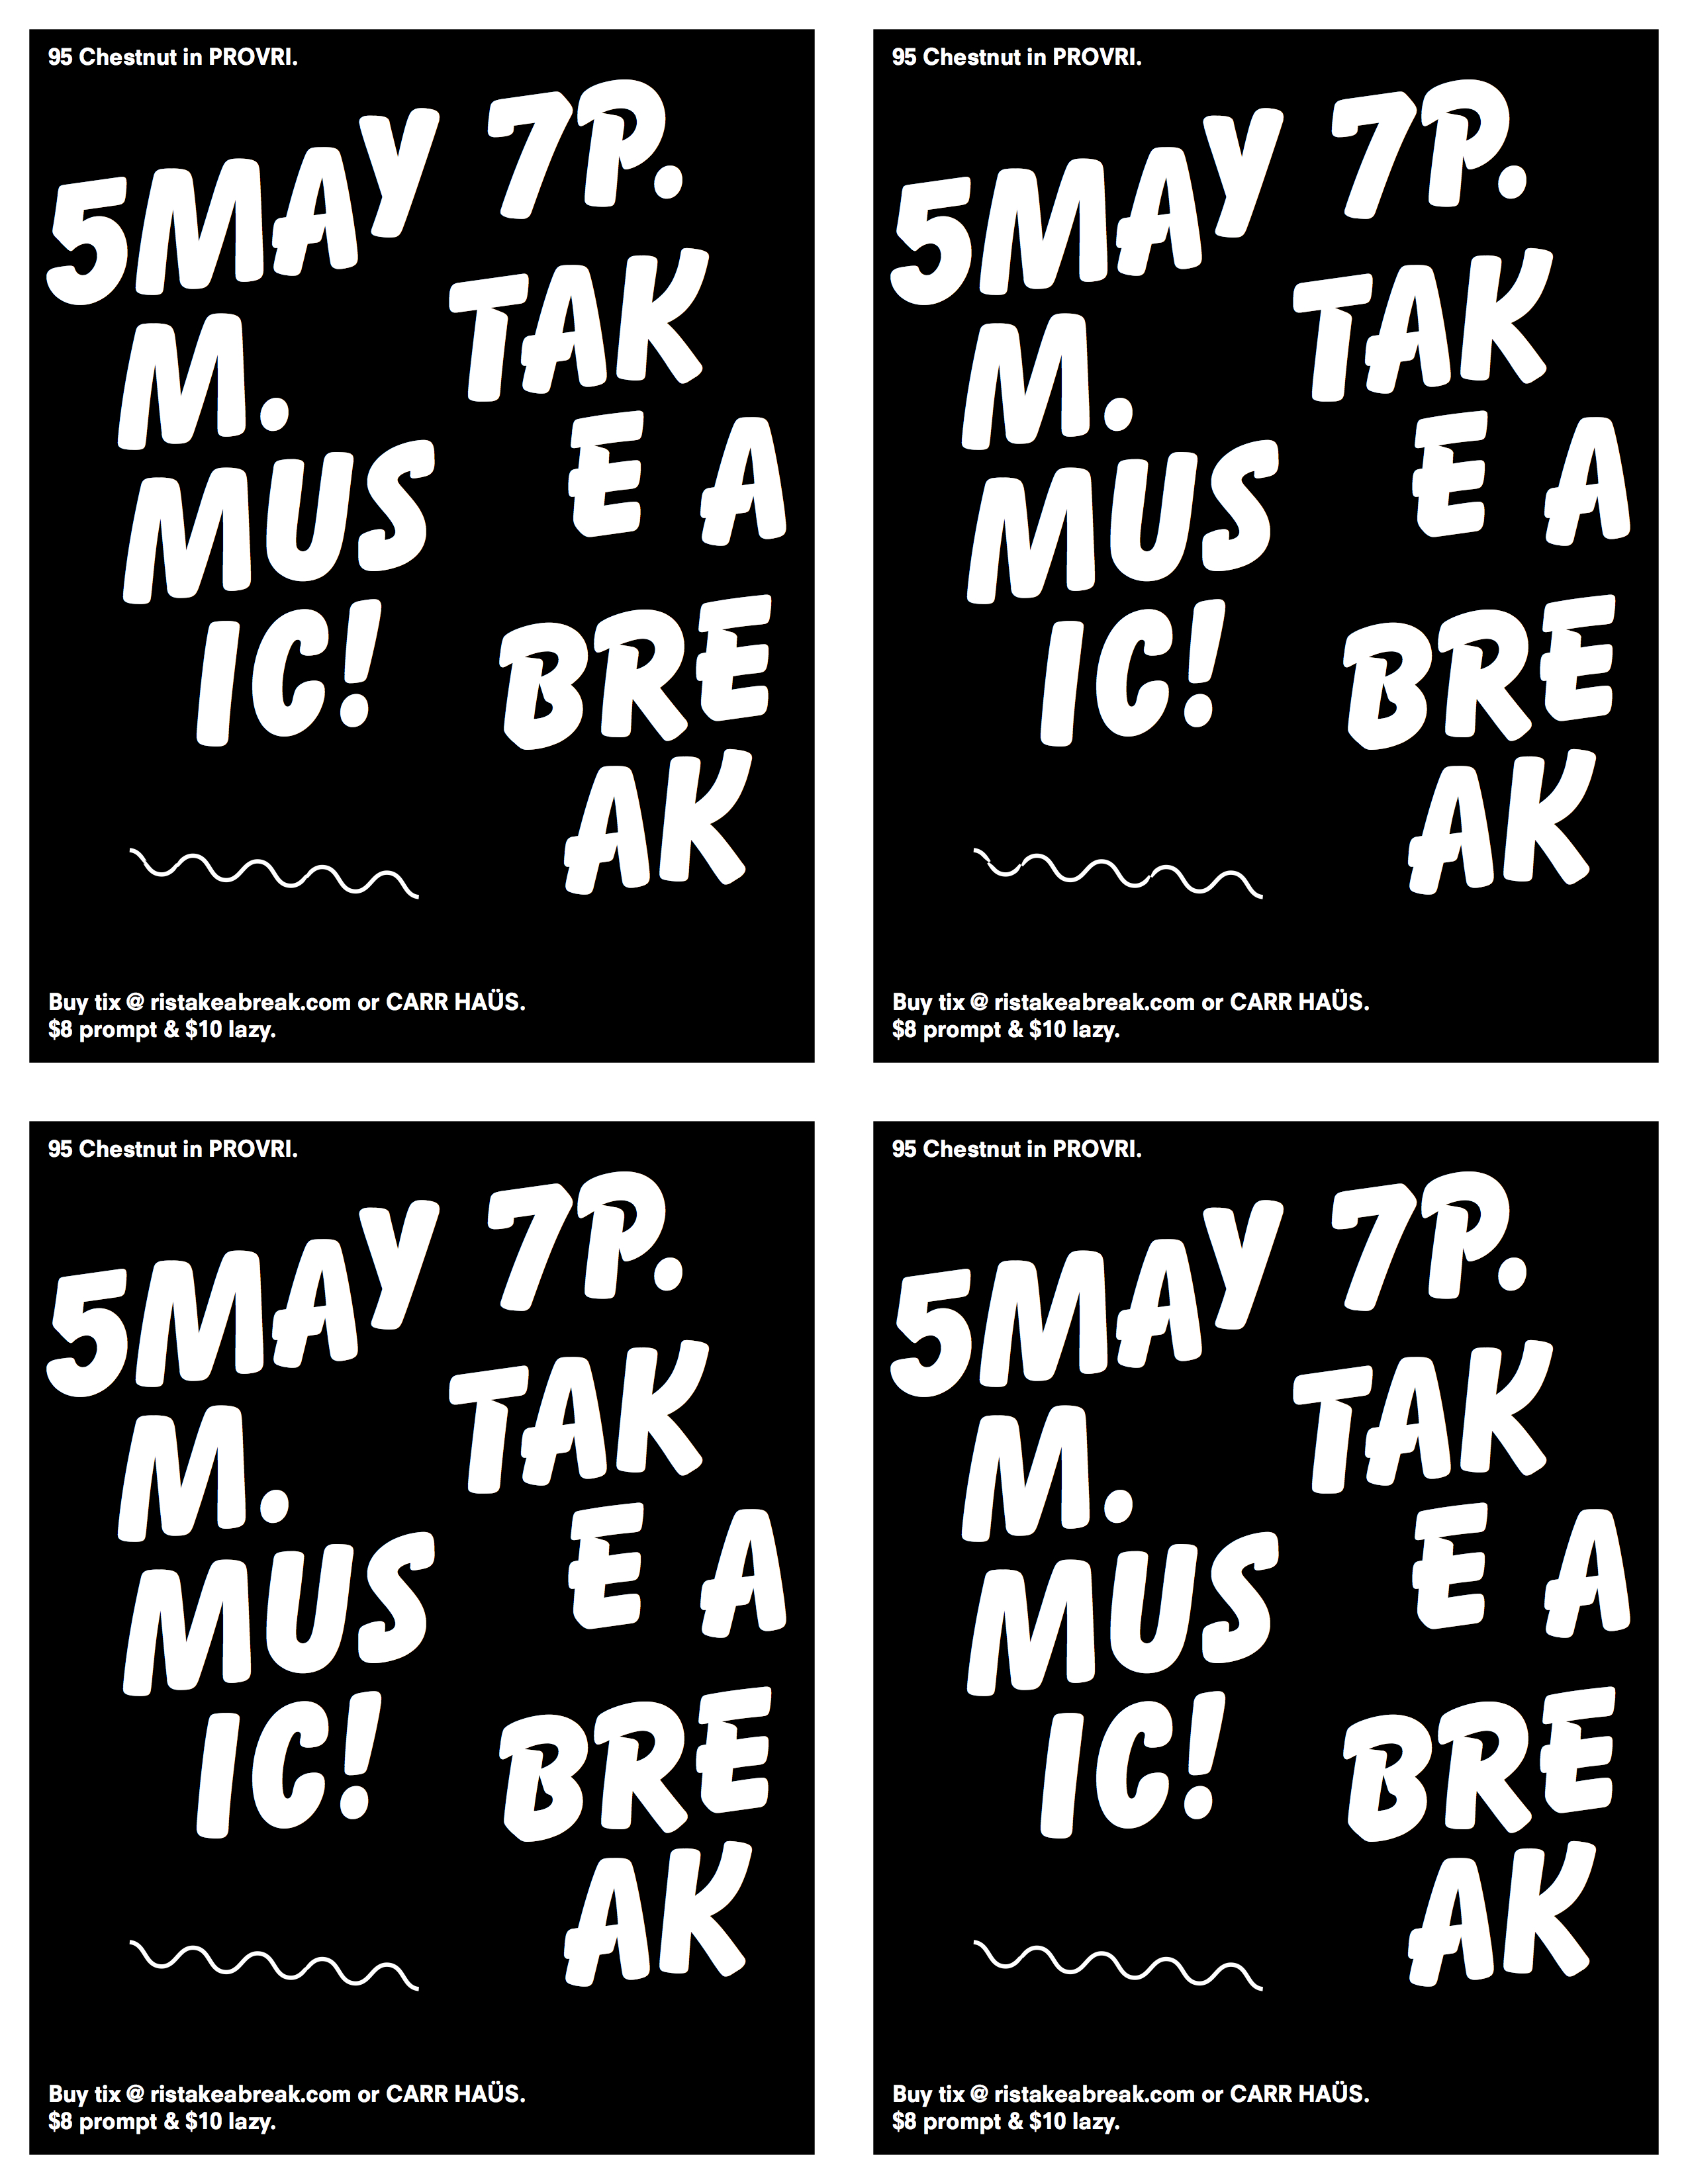 95 Chestnut in PROVRI.
5MAY 7P.
M. TAK
MUS E A
IC! BRE
AK
Buy tix @ ristakeabreak.com or CARR HAÜS.
$8 prompt & $10 lazy.
95 Chestnut in PROVRI.
5MAY 7P.
M. TAK
MUS E A
IC! BRE
AK
Buy tix @ ristakeabreak.com or CARR HAÜS.
$8 prompt & $10 lazy.
95 Chestnut in PROVRI.
5MAY 7P.
M. TAK
MUS E A
IC! BRE
AK
Buy tix @ ristakeabreak.com or CARR HAÜS.
$8 prompt & $10 lazy.
95 Chestnut in PROVRI.
5MAY 7P.
M. TAK
MUS E A
IC! BRE
AK
Buy tix @ ristakeabreak.com or CARR HAÜS.
$8 prompt & $10 lazy.